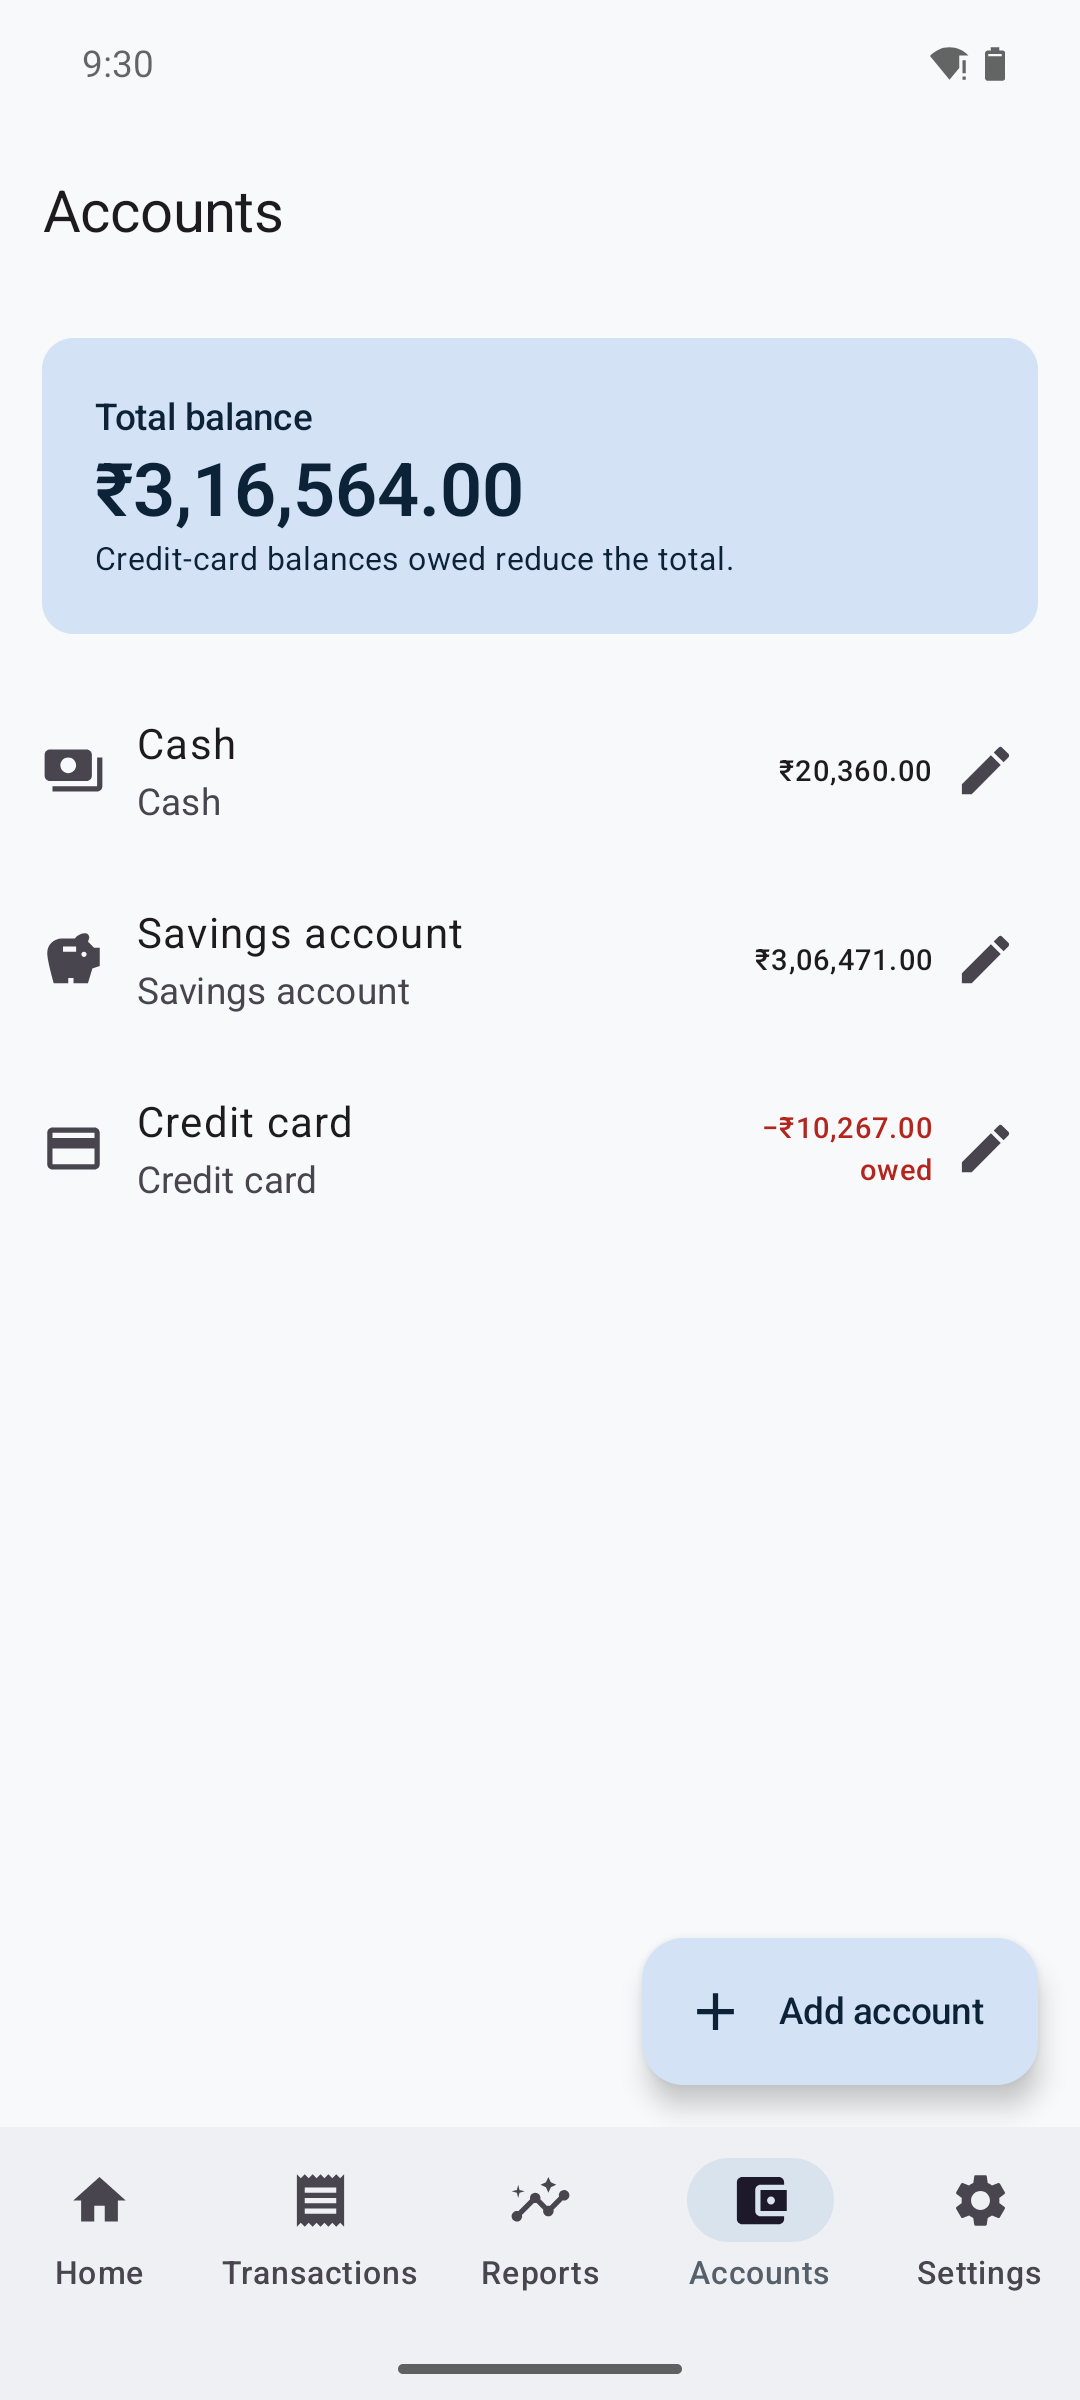 9:30
Accounts
Total balance
₹3,16,564.00
Credit-card balances owed reduce the total.
Cash
Cash
₹20,360.00
Savings account
Savings account
₹3,06,471.00
Credit card
Credit card
−₹10,267.00
owed
Add account
Home
Transactions
Reports
Accounts
Settings